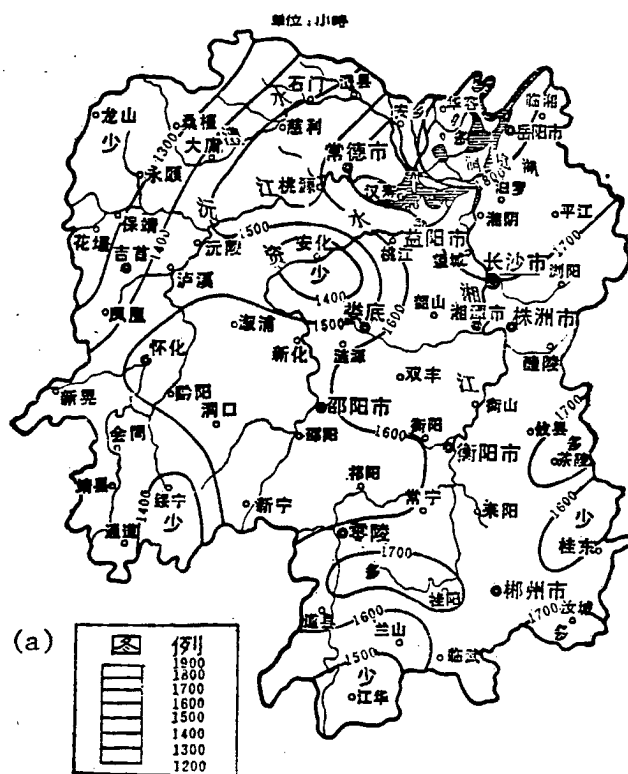 单位：小时
石门
龙山
桑植
少
大庸
水
慈利
1300
华容
多
临湘
岳阳市
湖
汨罗
常德市
江桃源
汉寿
永顺
沅
水
湘阴
平江
保靖
花垣
吉首
1400
沅陵
1500
资
安化
少
1400
桃江
益阳市
望城
1700
长沙市
浏阳
泸溪
凤凰
溆浦
1500
娄底
1600
韶山
湘
湘潭市
株洲市
怀化
新化
涟源
醴陵
双丰
江
新晃
黔阳
洞口
邵阳市
衡山
1700
攸县
多
茶陵
会同
邵阳
1600
衡阳
衡阳市
靖县
1400
绥宁
少
祁阳
新宁
常宁
耒阳
1600
少
桂东
通道
零陵
1700
多
桂阳
郴州市
道县
1600
兰山
临武
1700
汝城
多
1500
少
江华
(a)
图 例
1900
1800
1700
1600
1500
1400
1300
1200